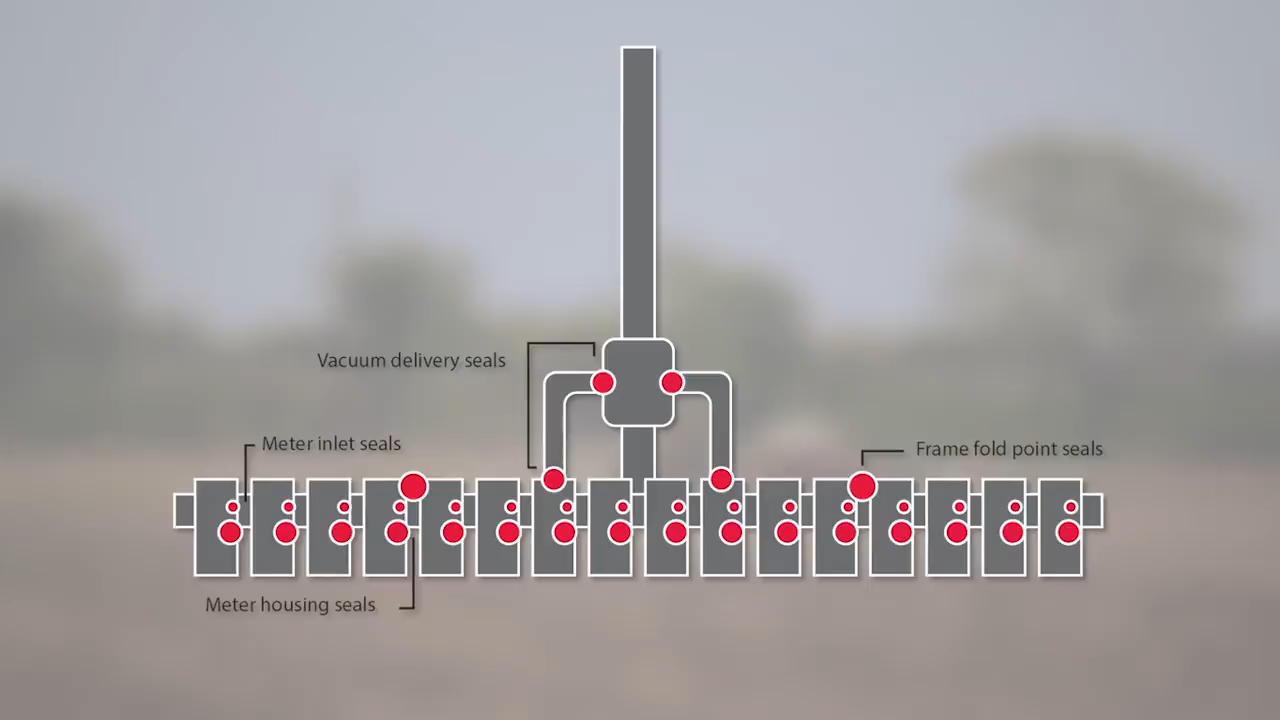 Vacuum delivery seals
Meter inlet seals
Frame fold point seals
Meter housing seals